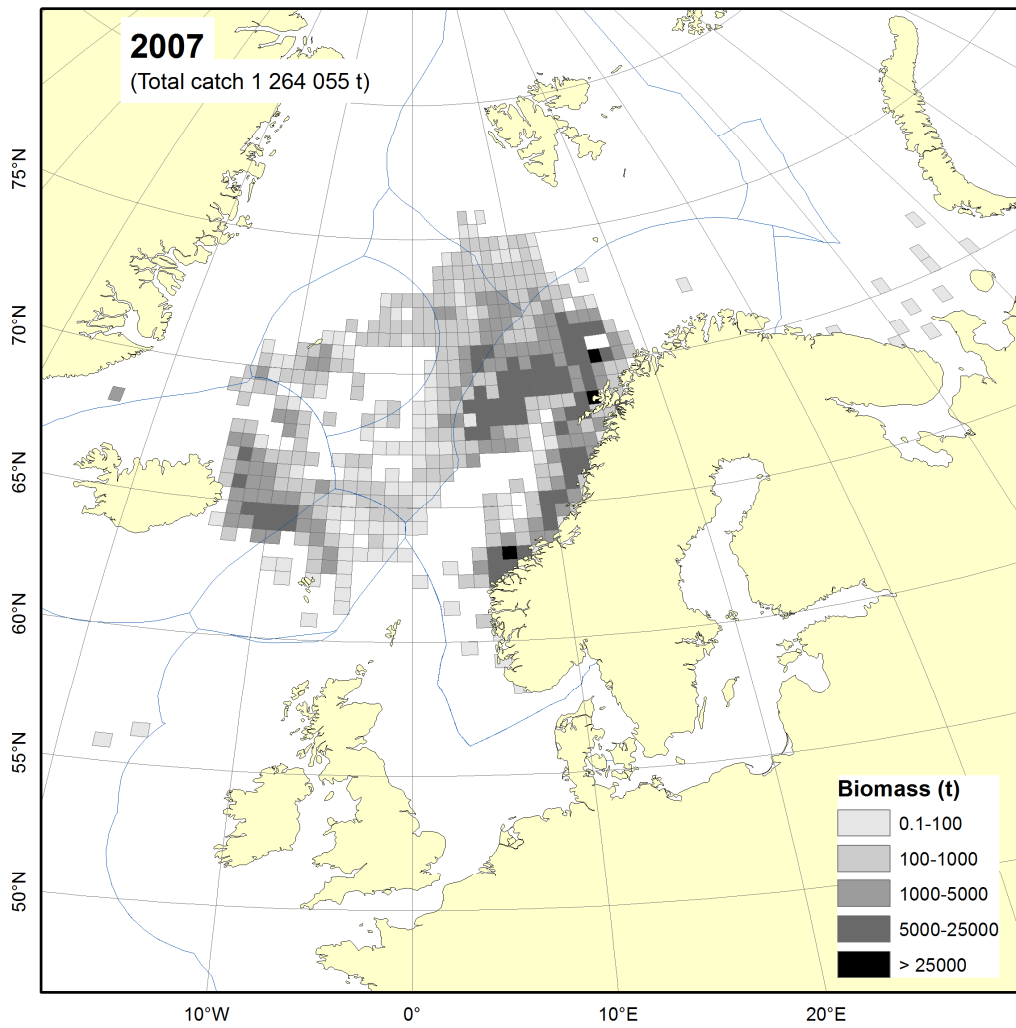 2007
(Total catch 1 264 055 t)
75°N
70°N
65°N
60°N
55°N
50°N
Biomass (t)
0.1-100
100-1000
1000-5000
5000-25000
> 25000
10°W
0°
10°E
20°E